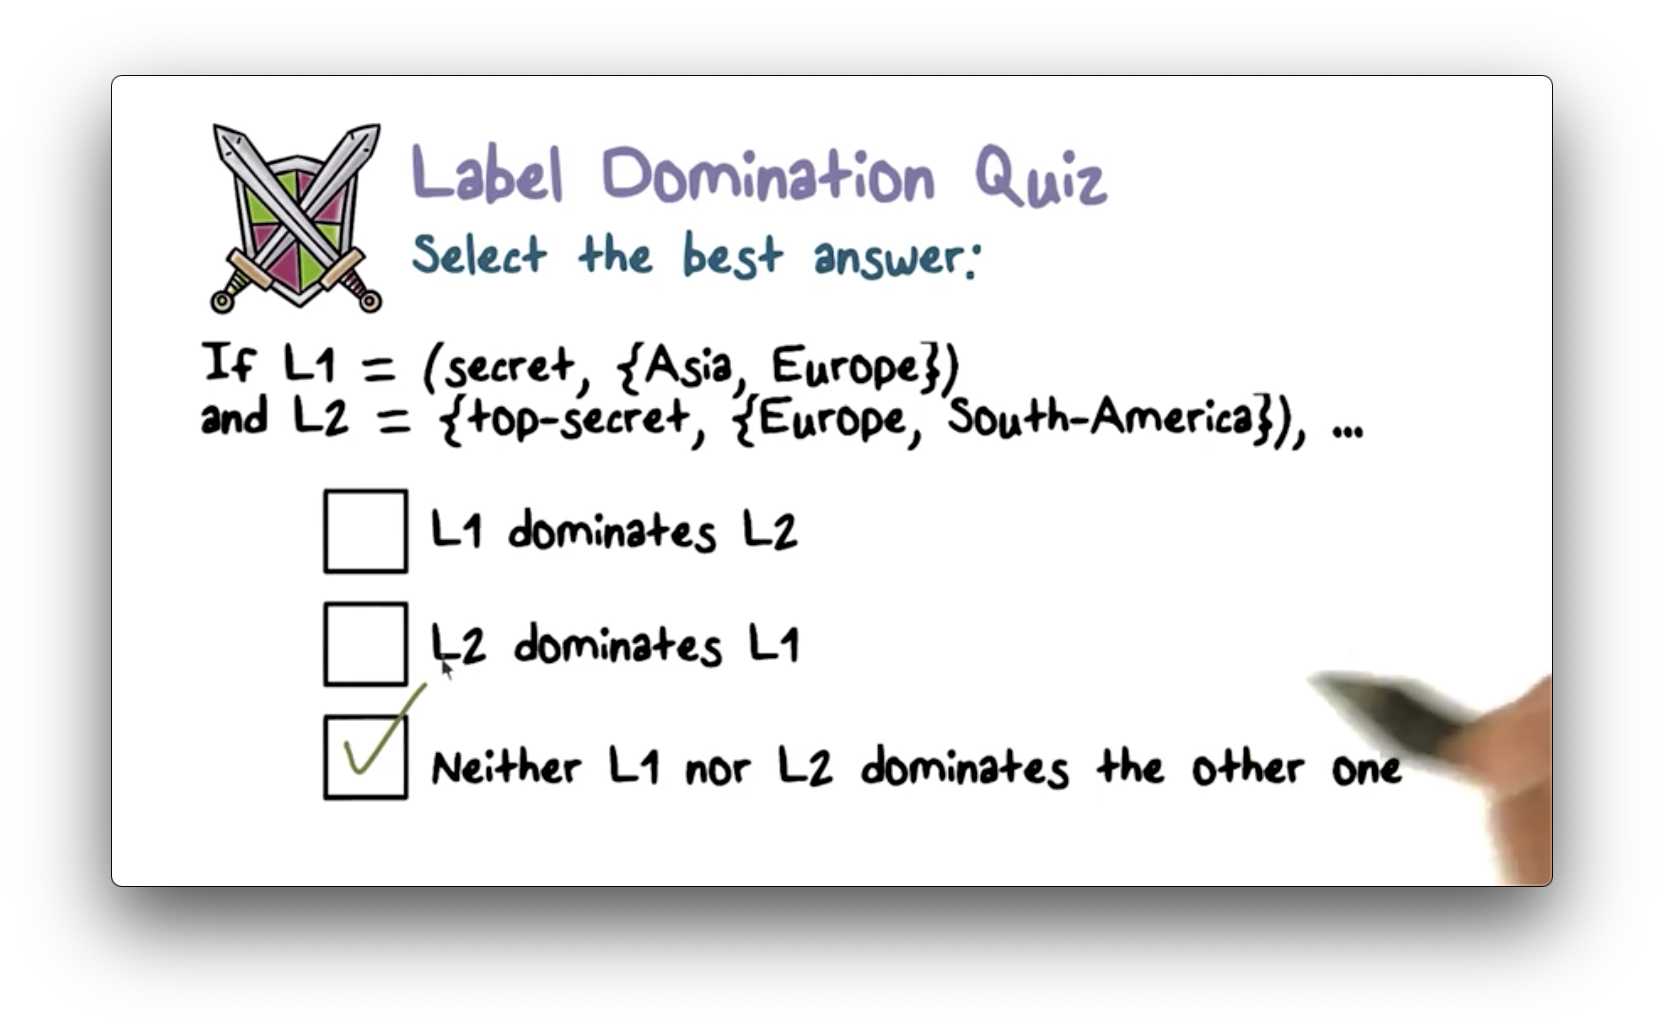 Label Domination Quiz
Select the best answer:
If L1 = (secret, {Asia, Europe})
and L2 = {top-secret, {Europe, South-America}), ...
L1 dominates L2
L2 dominates L1
Neither L1 nor L2 dominates the other one